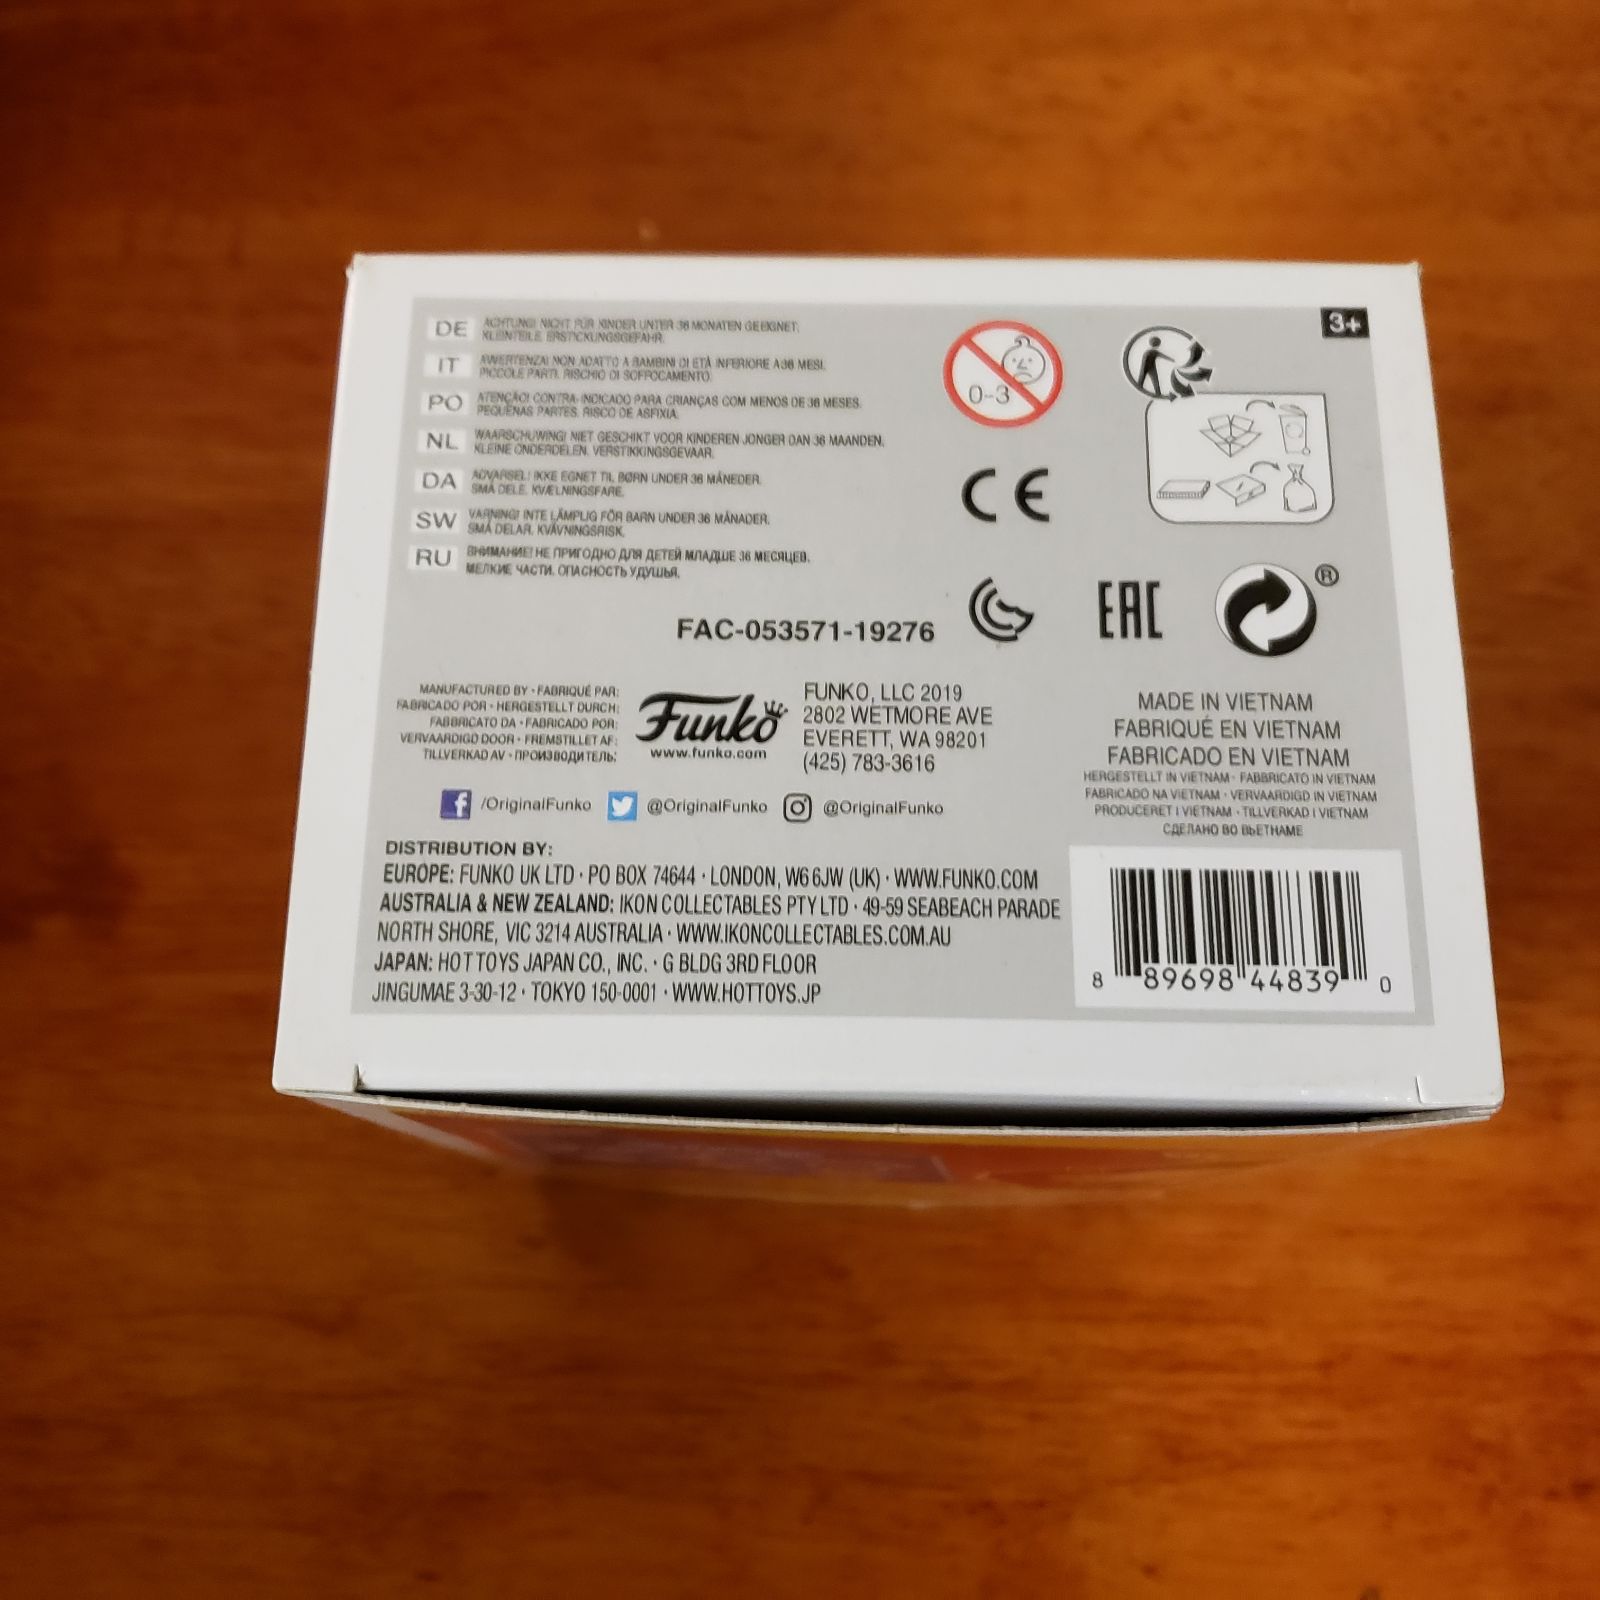 DE ACHTUNG! NICHT FÜR KINDER UNTER 36 MONATEN GEEIGNET.
KLEINTEILE. ERSTICKUNGSGEFAHR.
IT AVVERTENZA! NON ADATTO A BAMBINI DI ETÀ INFERIORE A 36 MESI.
PICCOLE PARTI. RISCHIO DI SOFFOCAMENTO.
PO ATENÇÃO! CONTRA-INDICADO PARA CRIANÇAS COM MENOS DE 36 MESES.
PEQUENAS PARTES. RISCO DE ASFIXIA.
NL WAARSCHUWING! NIET GESCHIKT VOOR KINDEREN JONGER DAN 36 MAANDEN.
KLEINE ONDERDELEN. VERSTIKKINGSGEVAAR.
DA ADVARSEL! IKKE EGNET TIL BØRN UNDER 36 MÅNEDER.
SMÅ DELE. KVÆLNINGSFARE.
SW VARNING! INTE LÄMPLIG FÖR BARN UNDER 36 MÅNADER.
SMÅ DELAR. KVÄVNINGSRISK.
RU ВНИМАНИЕ! НЕ ПРИГОДНО ДЛЯ ДЕТЕЙ МЛАДШЕ 36 МЕСЯЦЕВ.
МЕЛКИЕ ЧАСТИ. ОПАСНОСТЬ УДУШЬЯ.
0-3
3+
CE
FAC-053571-19276
EAC
®
MANUFACTURED BY • FABRIQUÉ PAR:
FABRICADO POR • HERGESTELLT DURCH:
FABBRICATO DA • FABRICADO POR:
VERVAARDIGD DOOR • FREMSTILLET AF:
TILLVERKAD AV • ПРОИЗВОДИТЕЛЬ:
Funko
www.funko.com
FUNKO, LLC 2019
2802 WETMORE AVE
EVERETT, WA 98201
(425) 783-3616
MADE IN VIETNAM
FABRIQUÉ EN VIETNAM
FABRICADO EN VIETNAM
HERGESTELLT IN VIETNAM • FABBRICATO IN VIETNAM
FABRICADO NA VIETNAM • VERVAARDIGD IN VIETNAM
PRODUCERET I VIETNAM • TILLVERKAD I VIETNAM
СДЕЛАНО ВО ВЬЕТНАМЕ
/OriginalFunko @OriginalFunko @OriginalFunko
DISTRIBUTION BY:
EUROPE: FUNKO UK LTD • PO BOX 74644 • LONDON, W6 6JW (UK) • WWW.FUNKO.COM
AUSTRALIA & NEW ZEALAND: IKON COLLECTABLES PTY LTD • 49-59 SEABEACH PARADE
NORTH SHORE, VIC 3214 AUSTRALIA • WWW.IKONCOLLECTABLES.COM.AU
JAPAN: HOT TOYS JAPAN CO., INC. • G BLDG 3RD FLOOR
JINGUMAE 3-30-12 • TOKYO 150-0001 • WWW.HOTTOYS.JP
8 89698 44839 0